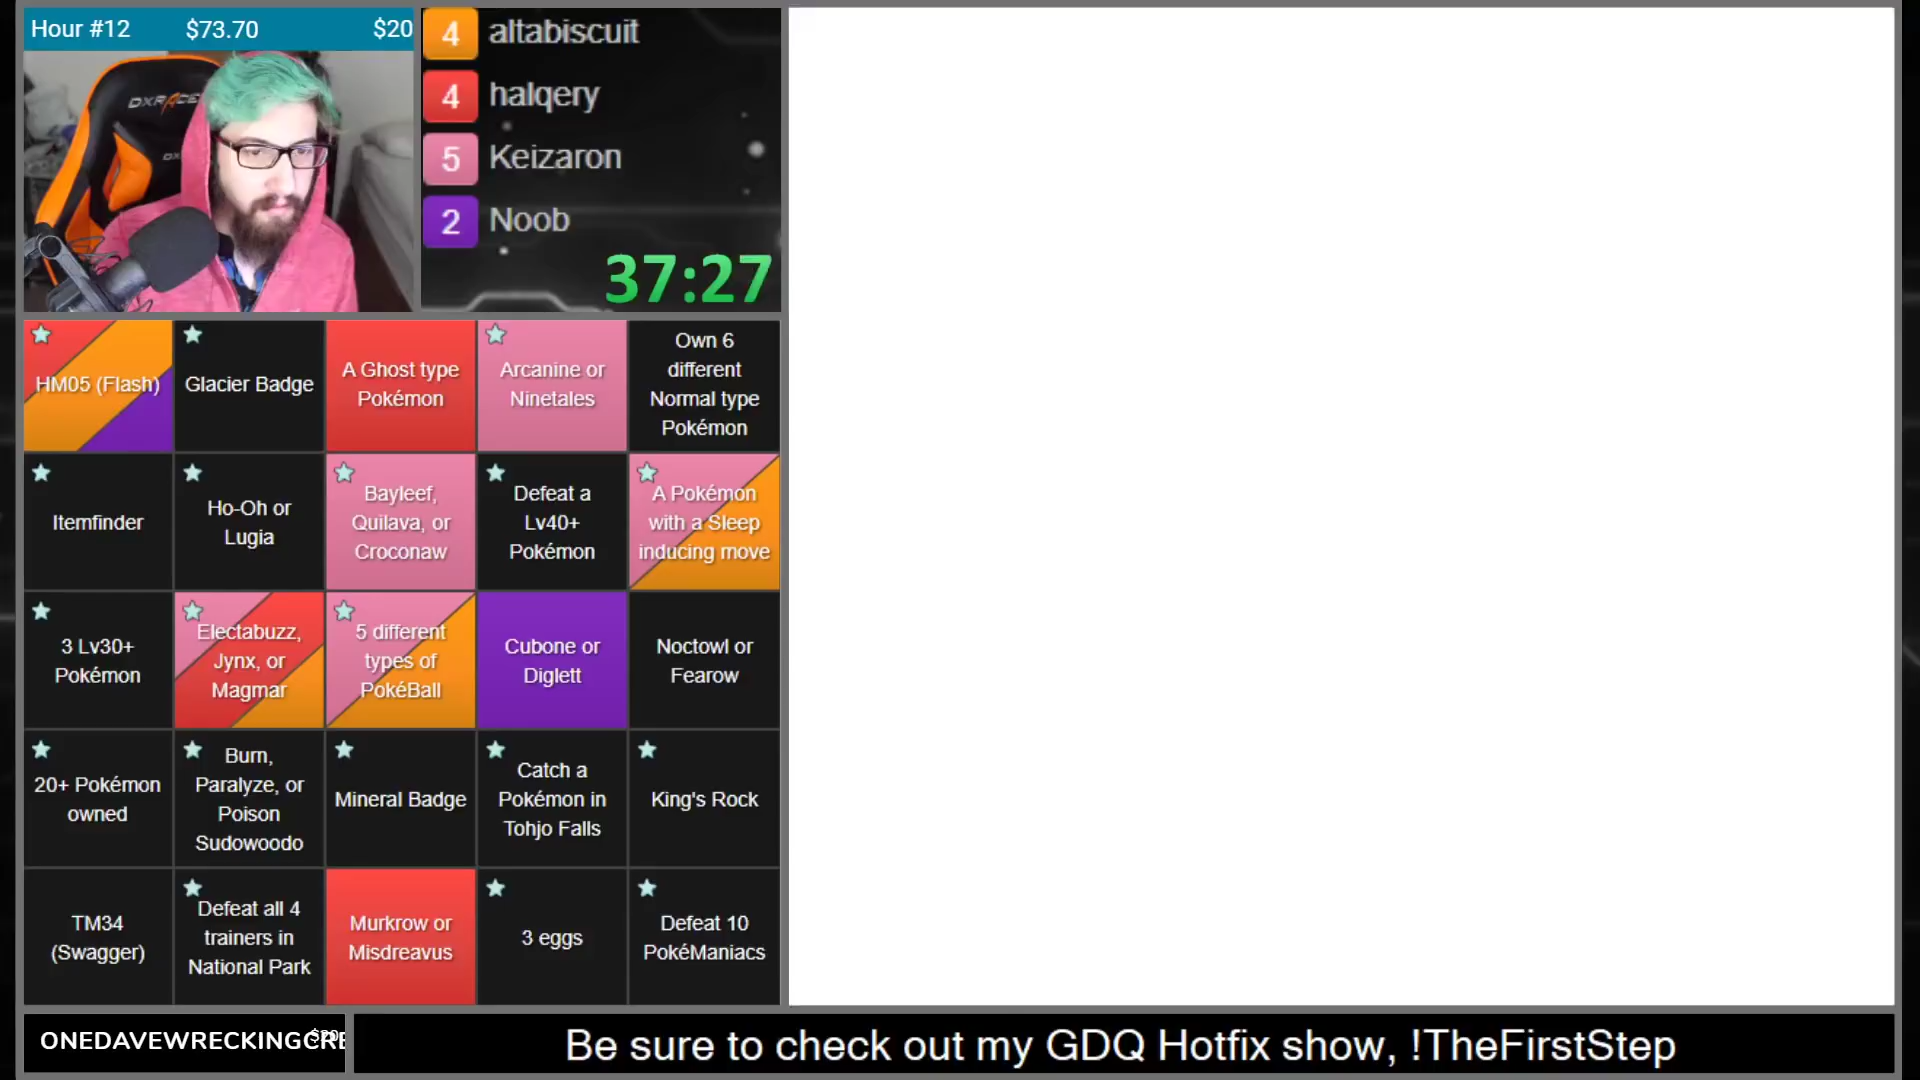 Hour #12 $73.70 $20
4 altabiscuit
4 halqery
5 Keizaron
2 Noob
37:27
HM05 (Flash)
Glacier Badge
A Ghost type
Pokémon
Arcanine or
Ninetales
Own 6
different
Normal type
Pokémon
Itemfinder
Ho-Oh or
Lugia
Bayleef,
Quilava, or
Croconaw
Defeat a
Lv40+
Pokémon
A Pokémon
with a Sleep
inducing move
3 Lv30+
Pokémon
Electabuzz,
Jynx, or
Magmar
5 different
types of
PokéBall
Cubone or
Diglett
Noctowl or
Fearow
20+ Pokémon
owned
Burn,
Paralyze, or
Poison
Sudowoodo
Mineral Badge
Catch a
Pokémon in
Tohjo Falls
King's Rock
TM34
(Swagger)
Defeat all 4
trainers in
National Park
Murkrow or
Misdreavus
3 eggs
Defeat 10
PokéManiacs
ONEDAVEWRECKINGCRE
Be sure to check out my GDQ Hotfix show, !TheFirstStep